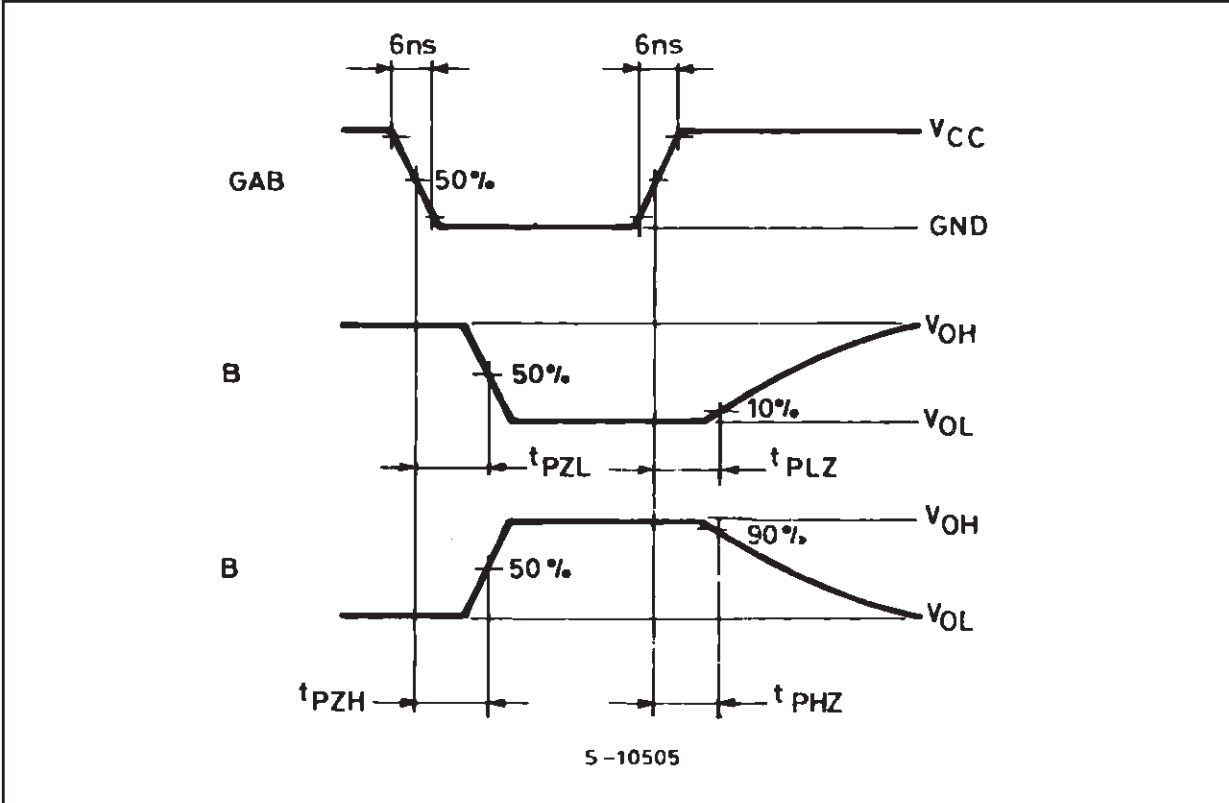 6ns 6ns
VCC
GAB 50%
GND
VOH
B 50%
10%
VOL
tPZL tPLZ
VOH
90%
B 50%
VOL
tPZH tPHZ
S-10505